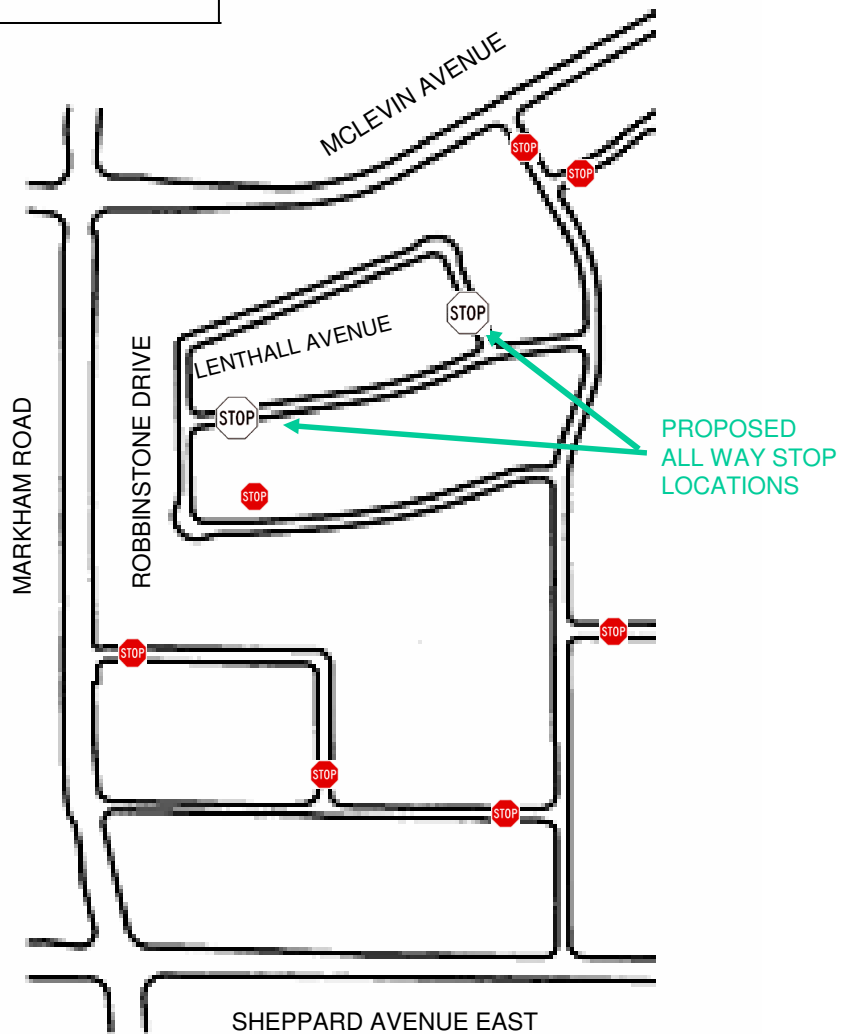 MCLEVIN AVENUE
STOP
STOP
STOP
LENTHALL AVENUE
STOP
ROBBINSTONE DRIVE
MARKHAM ROAD
PROPOSED
ALL WAY STOP
LOCATIONS
STOP
STOP
STOP
STOP
STOP
SHEPPARD AVENUE EAST